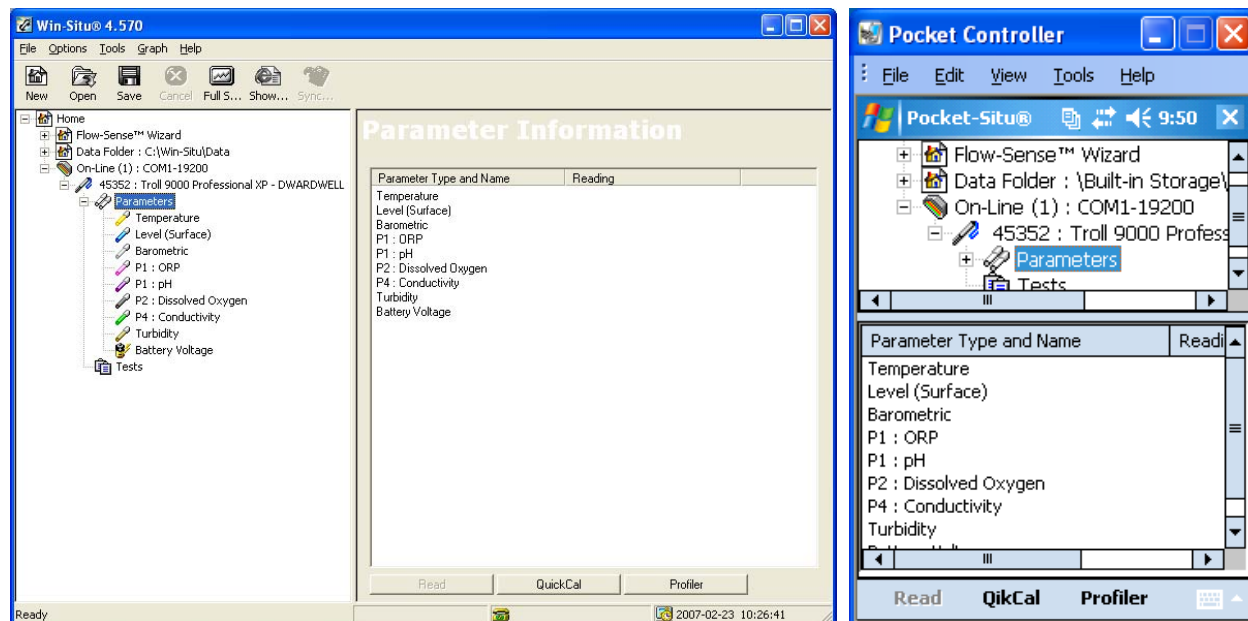 Win-Situ® 4.570
File Options Tools Graph Help
New Open Save Cancel Full S... Show... Sync...
Home
Flow-Sense™ Wizard
Data Folder : C:\Win-Situ\Data
On-Line (1) : COM1-19200
45352 : Troll 9000 Professional XP - DWARDWELL
Parameters
Temperature
Level (Surface)
Barometric
P1 : ORP
P1 : pH
P2 : Dissolved Oxygen
P4 : Conductivity
Turbidity
Battery Voltage
Tests
Parameter Information
Parameter Type and Name Reading
Temperature
Level (Surface)
Barometric
P1 : ORP
P1 : pH
P2 : Dissolved Oxygen
P4 : Conductivity
Turbidity
Battery Voltage
Read QuickCal Profiler
Ready 2007-02-23 10:26:41
Pocket Controller
File Edit View Tools Help
Pocket-Situ® 9:50
Flow-Sense™ Wizard
Data Folder : \Built-in Storage\
On-Line (1) : COM1-19200
45352 : Troll 9000 Profess
Parameters
Tests
Parameter Type and Name Readi
Temperature
Level (Surface)
Barometric
P1 : ORP
P1 : pH
P2 : Dissolved Oxygen
P4 : Conductivity
Turbidity
Read QikCal Profiler